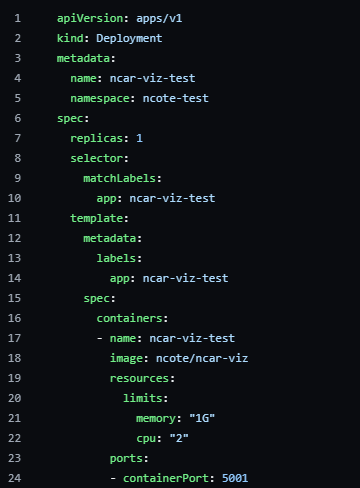 1 apiVersion: apps/v1
2 kind: Deployment
3 metadata:
4   name: ncar-viz-test
5   namespace: ncote-test
6 spec:
7   replicas: 1
8   selector:
9     matchLabels:
10       app: ncar-viz-test
11   template:
12     metadata:
13       labels:
14         app: ncar-viz-test
15     spec:
16       containers:
17       - name: ncar-viz-test
18         image: ncote/ncar-viz
19         resources:
20           limits:
21             memory: "1G"
22             cpu: "2"
23         ports:
24         - containerPort: 5001